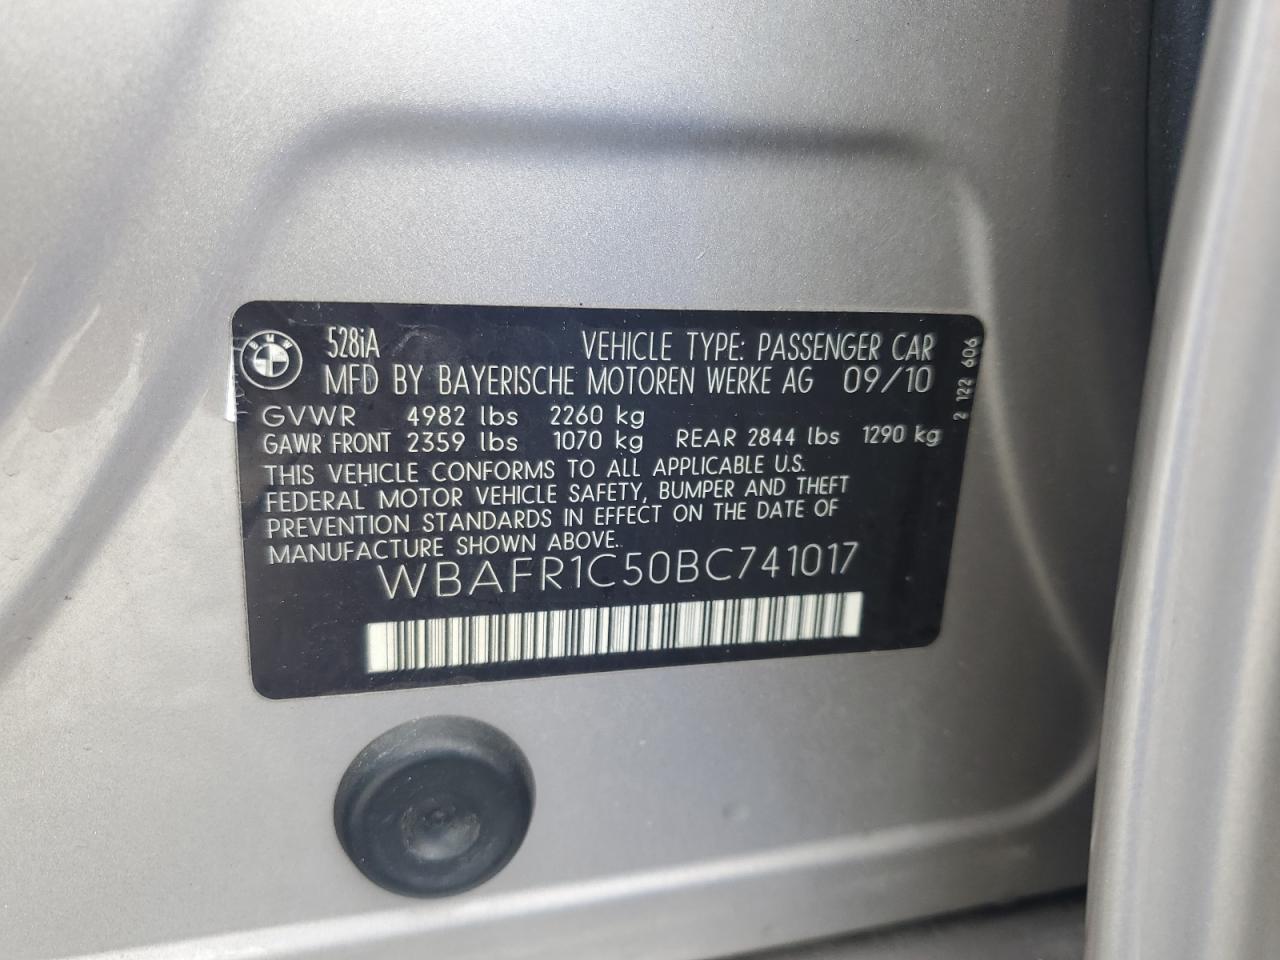 BMW
528iA VEHICLE TYPE: PASSENGER CAR
MFD BY BAYERISCHE MOTOREN WERKE AG 09/10
GVWR 4982 lbs 2260 kg
GAWR FRONT 2359 lbs 1070 kg REAR 2844 lbs 1290 kg
THIS VEHICLE CONFORMS TO ALL APPLICABLE U.S.
FEDERAL MOTOR VEHICLE SAFETY, BUMPER AND THEFT
PREVENTION STANDARDS IN EFFECT ON THE DATE OF
MANUFACTURE SHOWN ABOVE.
WBAFR1C50BC741017
2 122 606